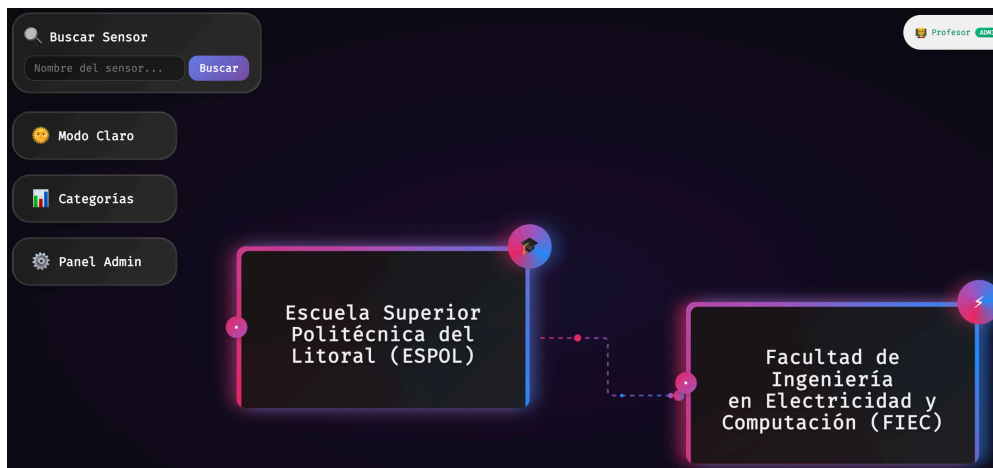 Buscar Sensor
Nombre del sensor...
Buscar
Profesor
Modo Claro
Categorías
Panel Admin
Escuela Superior
Politécnica del
Litoral (ESPOL)
Facultad de
Ingeniería
en Electricidad y
Computación (FIEC)